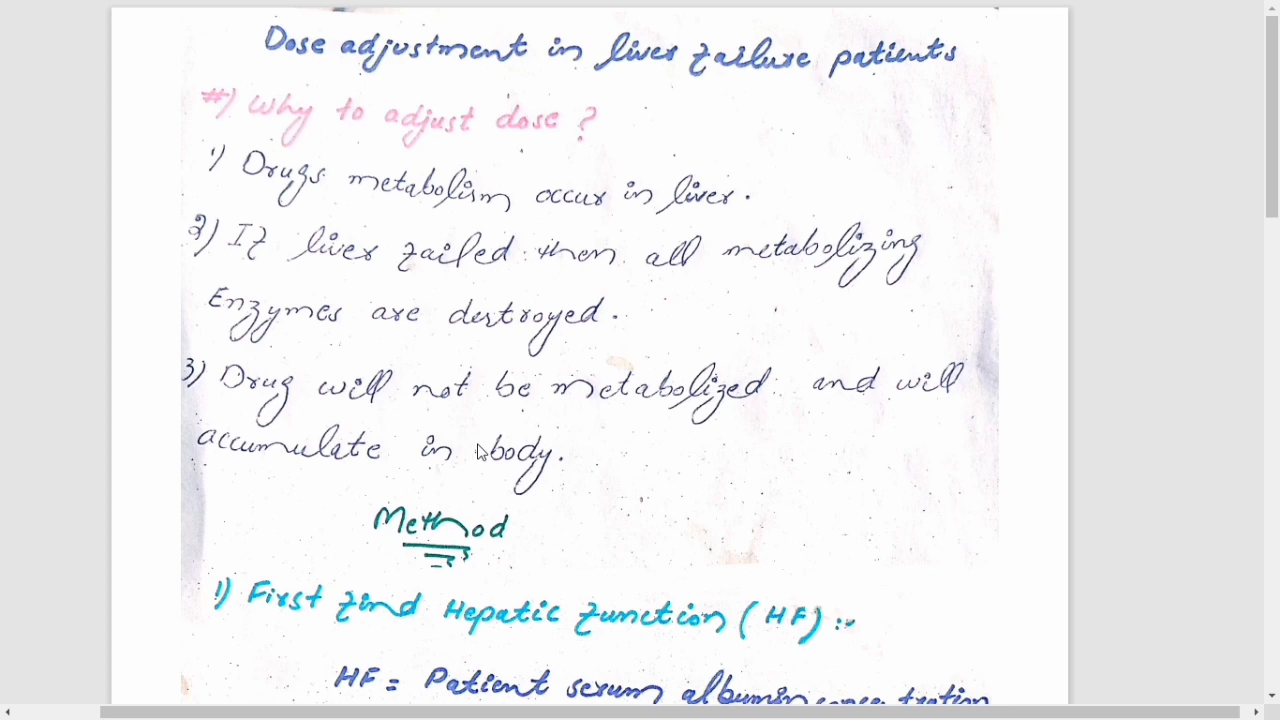 Dose adjustment in liver failure patients
#) Why to adjust dose ?
1) Drugs metabolism occur in liver.
2) If liver failed then all metabolizing
Enzymes are destroyed.
3) Drug will not be metabolized and will
accumulate in body.
Method
1) First find Hepatic function (HF) :-
HF = Patient serum albumin concentration